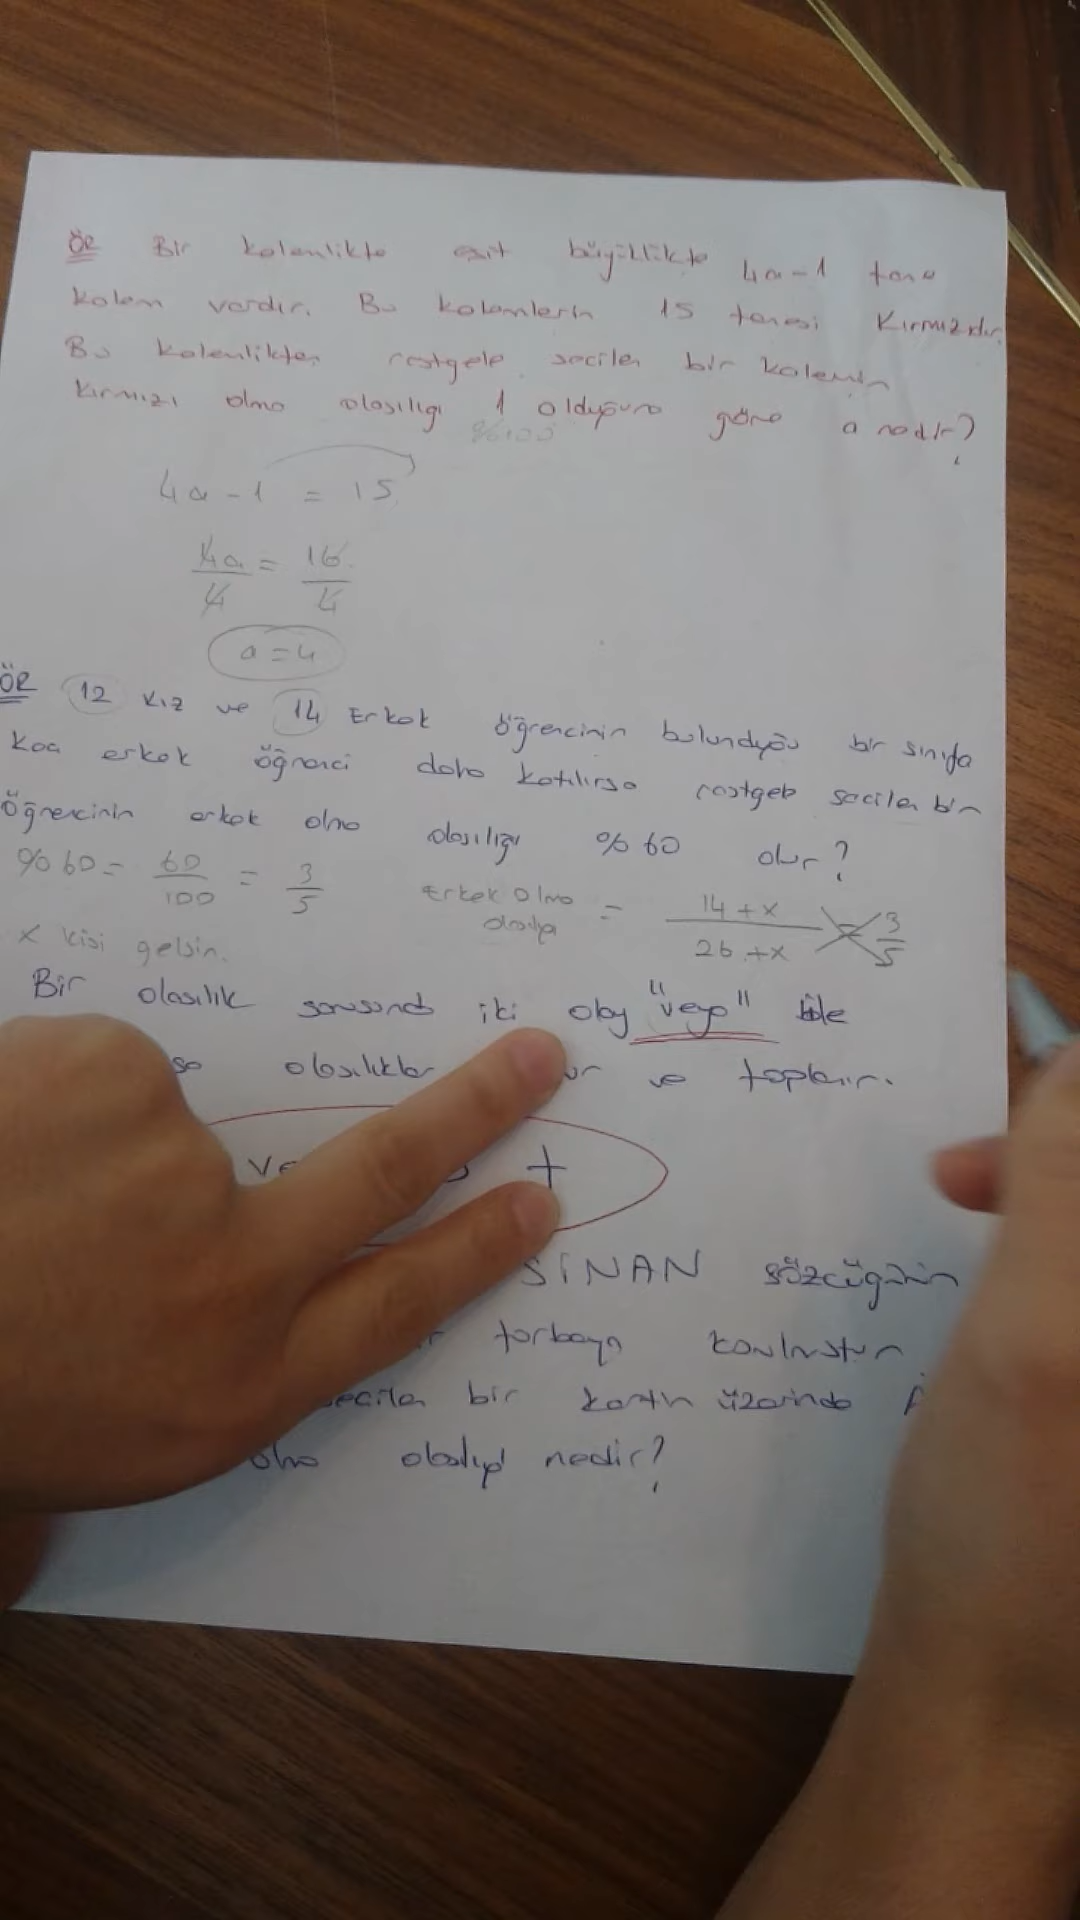 ÖR Bir kalemlikte eşit büyüklükte 4a-1 tane
kalem vardır. Bu kalemlerin 15 tanesi kırmızıdır.
Bu kalemlikten rastgele seçilen bir kalemin
kırmızı olma olasılığı 1 olduğuna göre a nedir?
%100
4a-1 = 15
4a/4 = 16/4
a=4
ÖR 12 kız ve 14 Erkek öğrencinin bulunduğu bir sınıfa
kaç erkek öğrenci daha katılırsa rastgele seçilen bir
öğrencinin erkek olma olasılığı %60 olur?
%60 = 60/100 = 3/5
Erkek olma olasılığı = 14+x / 26+x = 3/5
x kişi gelsin.
Bir olasılık sorusunda iki olay "veya" ile
olasılıklar ve toplanır.
+
SİNAN sözcüğünün
torbaya konulmuştur
seçilen bir kartın üzerinde
olma olasılığı nedir?